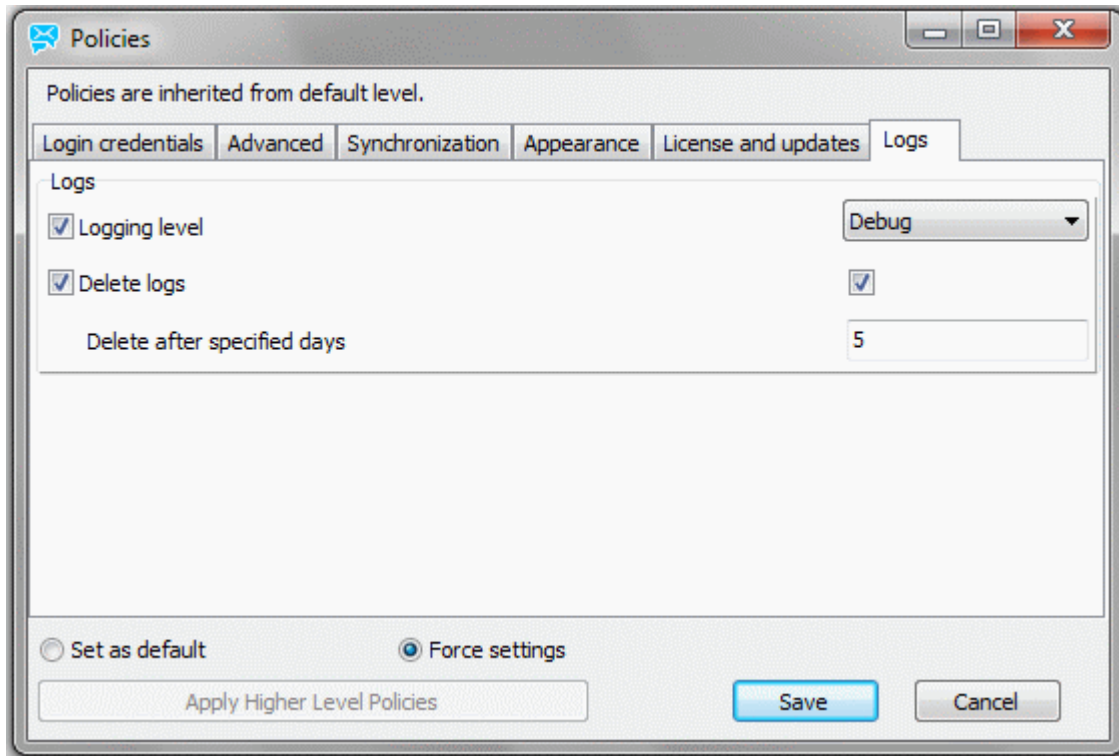 Policies
Policies are inherited from default level.
Login credentials Advanced Synchronization Appearance License and updates Logs
Logs
Logging level Debug
Delete logs
Delete after specified days 5
Set as default Force settings
Apply Higher Level Policies Save Cancel